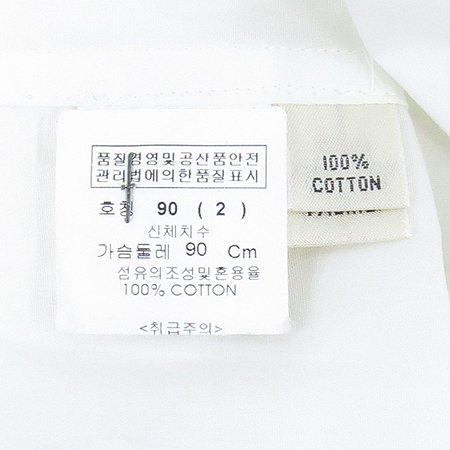 품질경영및공산품안전
관리법에의한품질표시
호칭 90 ( 2 )
신체치수
가슴둘레 90 Cm
섬유의조성및혼용율
100% COTTON
<취급주의>
100%
COTTON